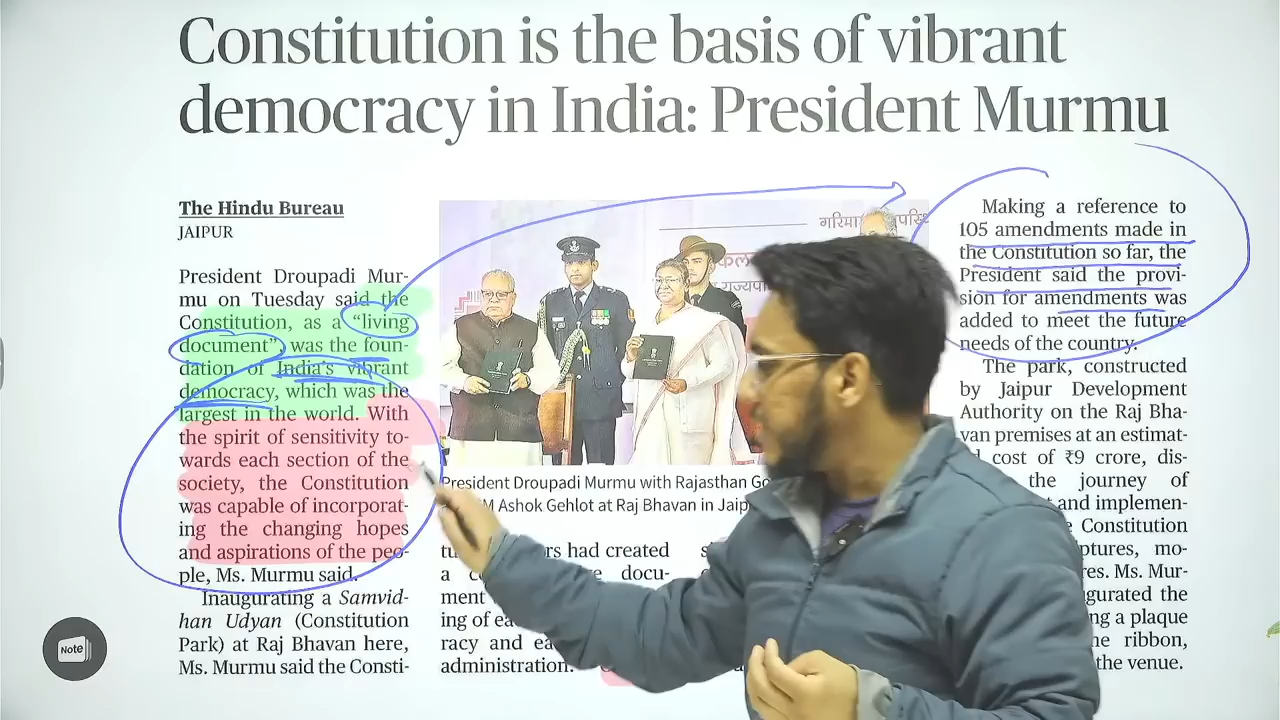 Constitution is the basis of vibrant
democracy in India: President Murmu
The Hindu Bureau
JAIPUR
President Droupadi Mur-
mu on Tuesday said the
Constitution, as a “living
document”, was the foun-
dation of India’s vibrant
democracy, which was the
largest in the world. With
the spirit of sensitivity to-
wards each section of the
society, the Constitution
was capable of incorporat-
ing the changing hopes
and aspirations of the peo-
ple, Ms. Murmu said.
Inaugurating a Samvid-
han Udyan (Constitution
Park) at Raj Bhavan here,
Ms. Murmu said the Consti-
गरिमा
President Droupadi Murmu with Rajasthan
Ashok Gehlot at Raj Bhavan in
had created
a docu-
ment
ing of
racy and
administration.
Making a reference to
105 amendments made in
the Constitution so far, the
President said the provi-
sion for amendments was
added to meet the future
needs of the country.
The park, constructed
by Jaipur Development
Authority on the Raj Bha-
van premises at an estimat-
cost of ₹9 crore, dis-
the journey of
and implemen-
Constitution
mo-
Ms. Mur-
the
a plaque
ribbon,
the venue.
Note